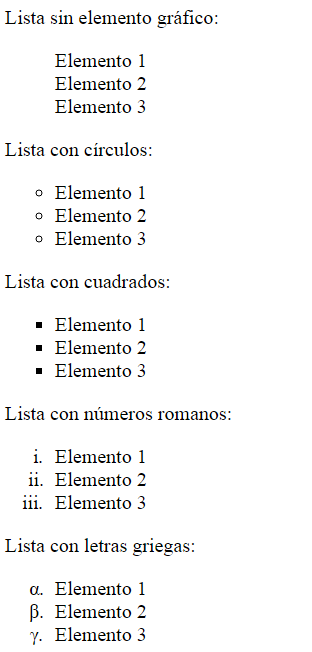 Lista sin elemento gráfico:
Elemento 1
Elemento 2
Elemento 3
Lista con círculos:
◦ Elemento 1
◦ Elemento 2
◦ Elemento 3
Lista con cuadrados:
▪ Elemento 1
▪ Elemento 2
▪ Elemento 3
Lista con números romanos:
i. Elemento 1
ii. Elemento 2
iii. Elemento 3
Lista con letras griegas:
α. Elemento 1
β. Elemento 2
γ. Elemento 3